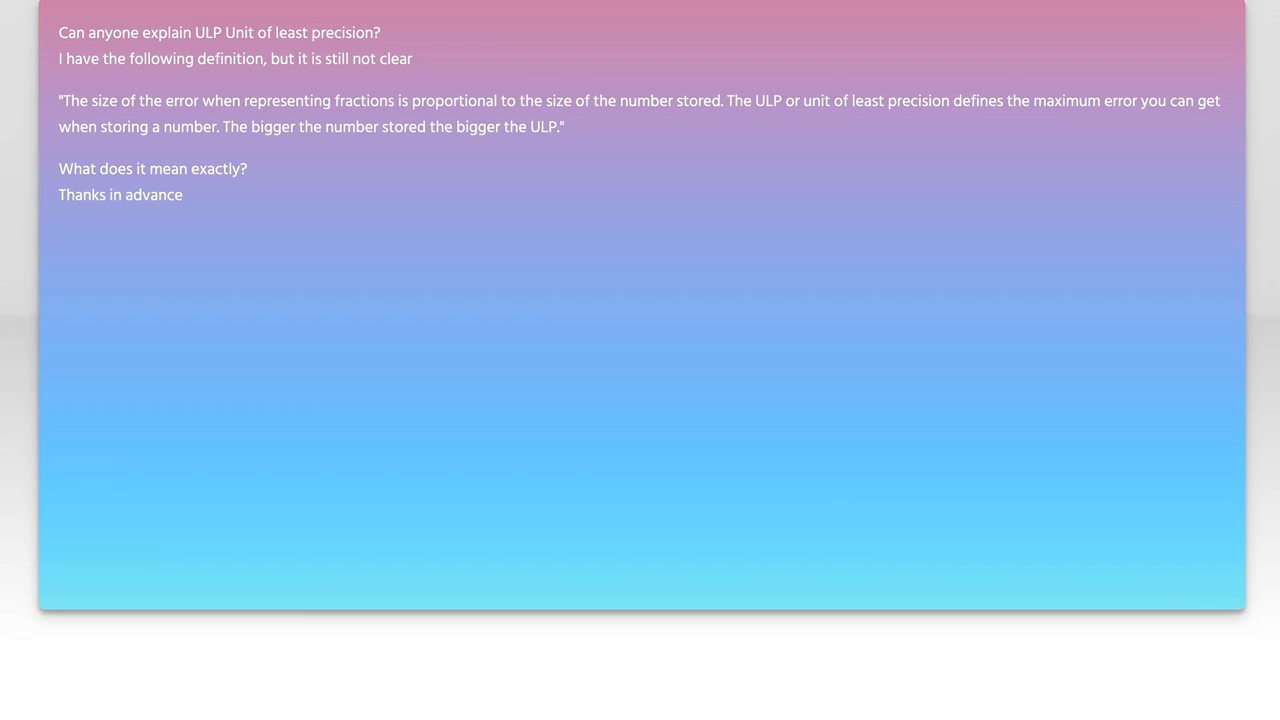 Can anyone explain ULP Unit of least precision?
I have the following definition, but it is still not clear
"The size of the error when representing fractions is proportional to the size of the number stored. The ULP or unit of least precision defines the maximum error you can get
when storing a number. The bigger the number stored the bigger the ULP."
What does it mean exactly?
Thanks in advance